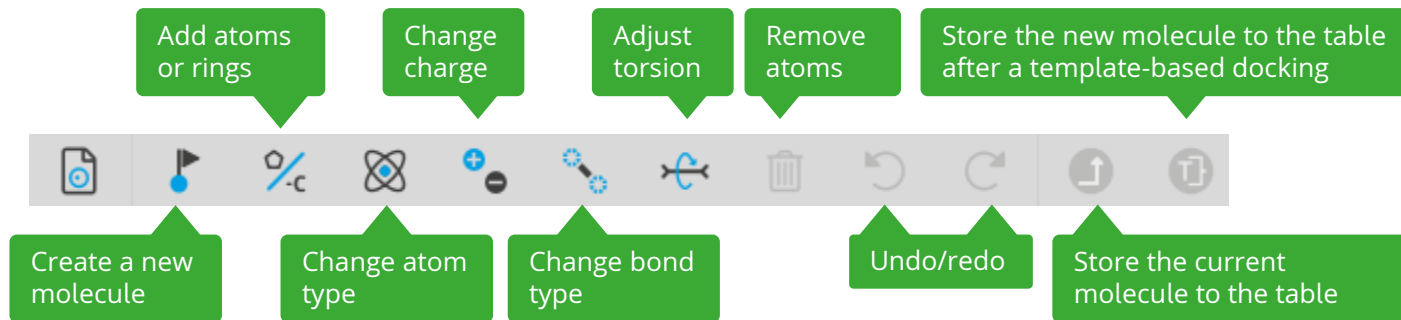 Add atoms
or rings
Change
charge
Adjust
torsion
Remove
atoms
Store the new molecule to the table
after a template-based docking
-C
T
Create a new
molecule
Change atom
type
Change bond
type
Undo/redo
Store the current
molecule to the table